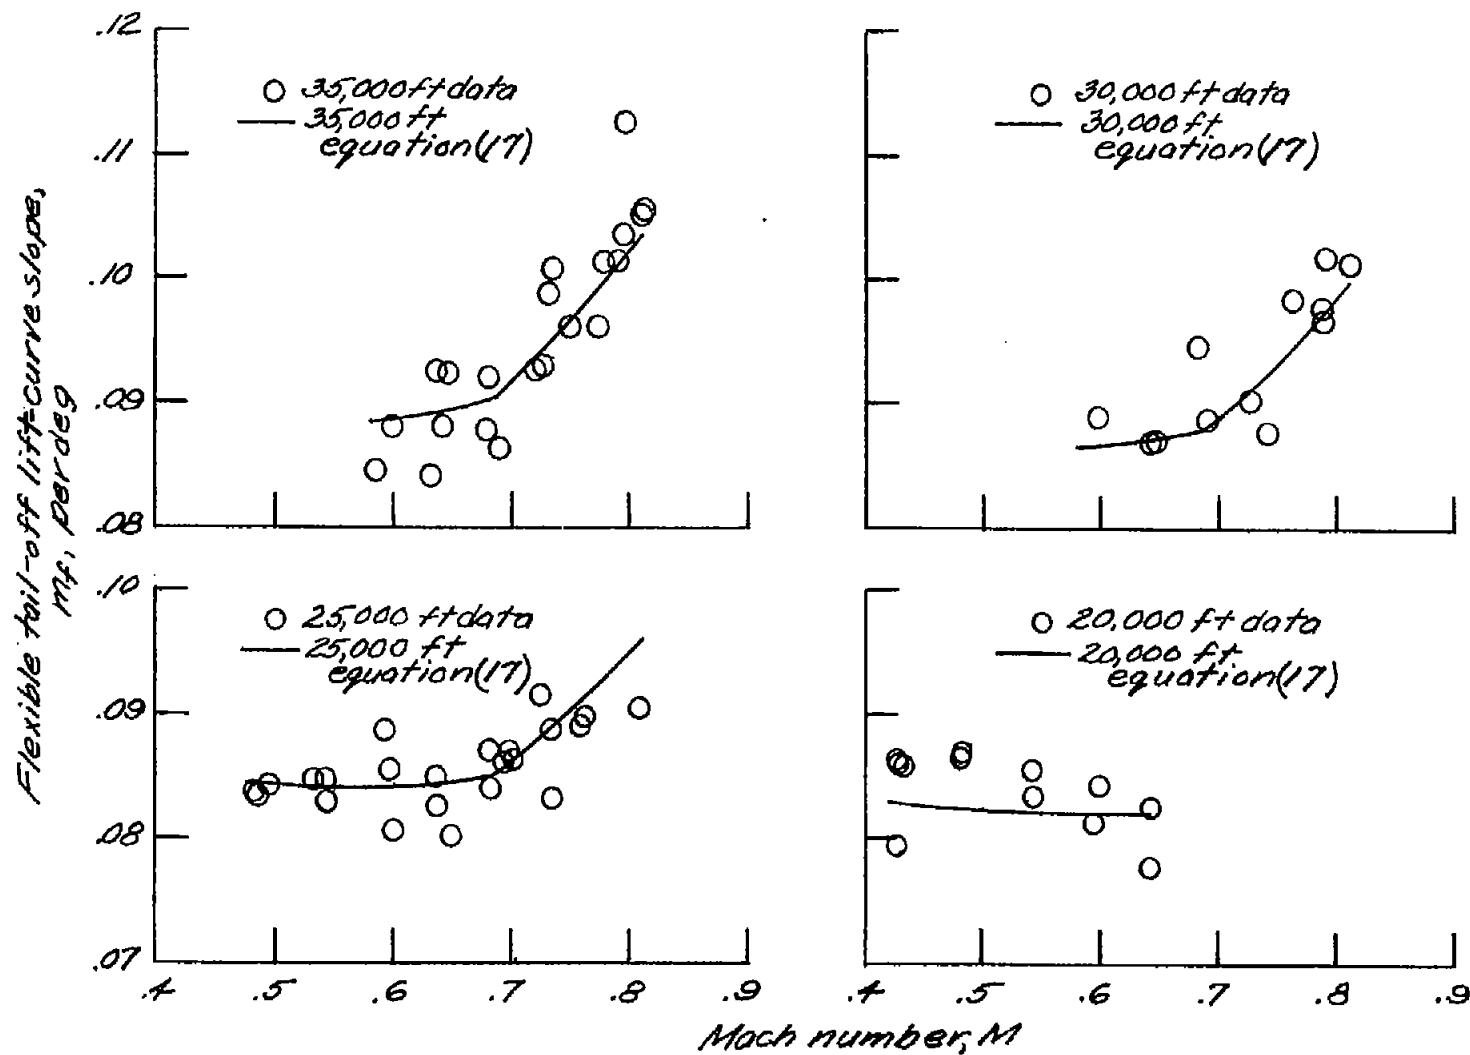 Flexible tail-off lift-curve slope,
mf, per deg
.12
.11
.10
.09
.08
35,000 ft data
35,000 ft
equation (17)
30,000 ft data
30,000 ft
equation (17)
.10
.09
.08
.07
25,000 ft data
25,000 ft
equation (17)
20,000 ft data
20,000 ft
equation (17)
.4 .5 .6 .7 .8 .9
.4 .5 .6 .7 .8 .9
Mach number, M